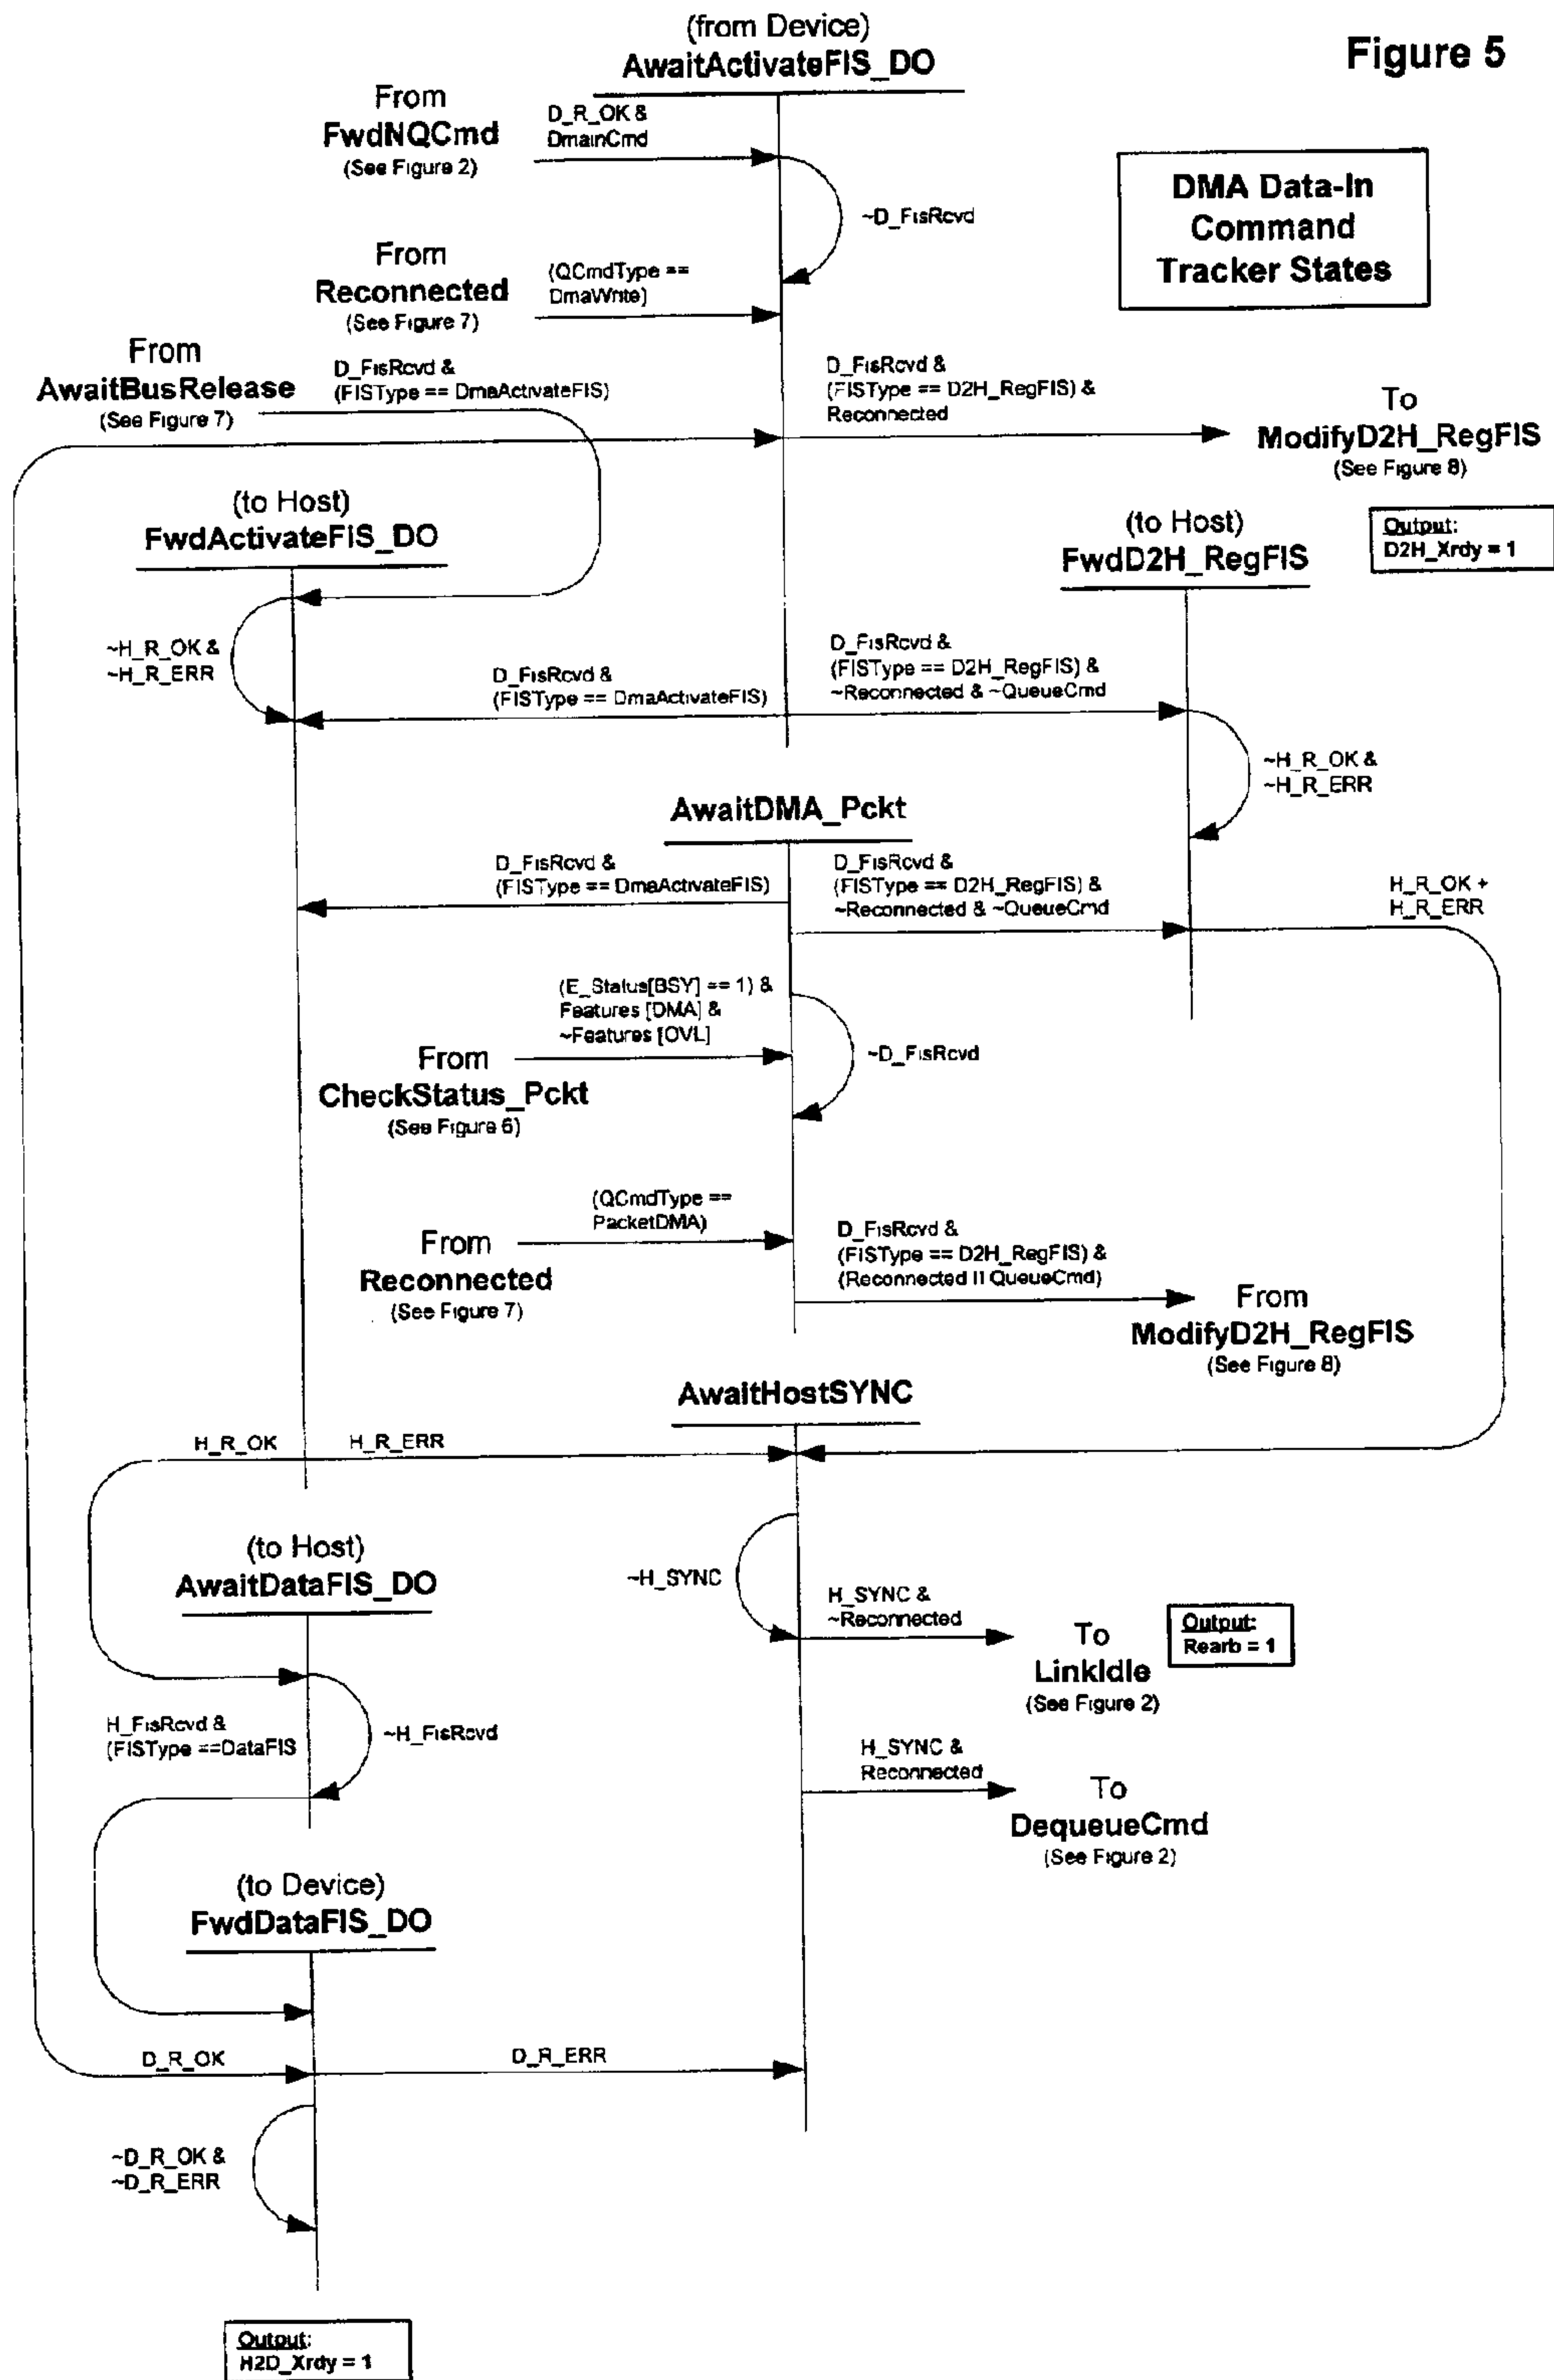 Figure 5
(from Device)
AwaitActivateFIS_DO
From
FwdNQCmd
(See Figure 2)
D_R_OK &
DmainCmd
~D_FisRcvd
DMA Data-In
Command
Tracker States
From
Reconnected
(See Figure 7)
(QCmdType ==
DmaWrite)
From
AwaitBusRelease
(See Figure 7)
D_FisRcvd &
(FISType == DmaActivateFIS)
D_FisRcvd &
(FISType == D2H_RegFIS) &
Reconnected
To
ModifyD2H_RegFIS
(See Figure 8)
(to Host)
FwdActivateFIS_DO
(to Host)
FwdD2H_RegFIS
Output:
D2H_Xrdy = 1
~H_R_OK &
~H_R_ERR
D_FisRcvd &
(FISType == DmaActivateFIS)
D_FisRcvd &
(FISType == D2H_RegFIS) &
~Reconnected & ~QueueCmd
~H_R_OK &
~H_R_ERR
AwaitDMA_Pckt
D_FisRcvd &
(FISType == DmaActivateFIS)
D_FisRcvd &
(FISType == D2H_RegFIS) &
~Reconnected & ~QueueCmd
H_R_OK +
H_R_ERR
(E_Status[BSY] == 1) &
Features [DMA] &
~Features [OVL]
From
CheckStatus_Pckt
(See Figure 6)
~D_FisRcvd
(QCmdType ==
PacketDMA)
From
Reconnected
(See Figure 7)
D_FisRcvd &
(FISType == D2H_RegFIS) &
(Reconnected II QueueCmd)
From
ModifyD2H_RegFIS
(See Figure 8)
AwaitHostSYNC
H_R_OK
H_R_ERR
(to Host)
AwaitDataFIS_DO
~H_SYNC
H_SYNC &
~Reconnected
To
LinkIdle
(See Figure 2)
Output:
Rearb = 1
H_FisRcvd &
(FISType ==DataFIS
~H_FisRcvd
H_SYNC &
Reconnected
To
DequeueCmd
(See Figure 2)
(to Device)
FwdDataFIS_DO
D_R_OK
D_R_ERR
~D_R_OK &
~D_R_ERR
Output:
H2D_Xrdy = 1